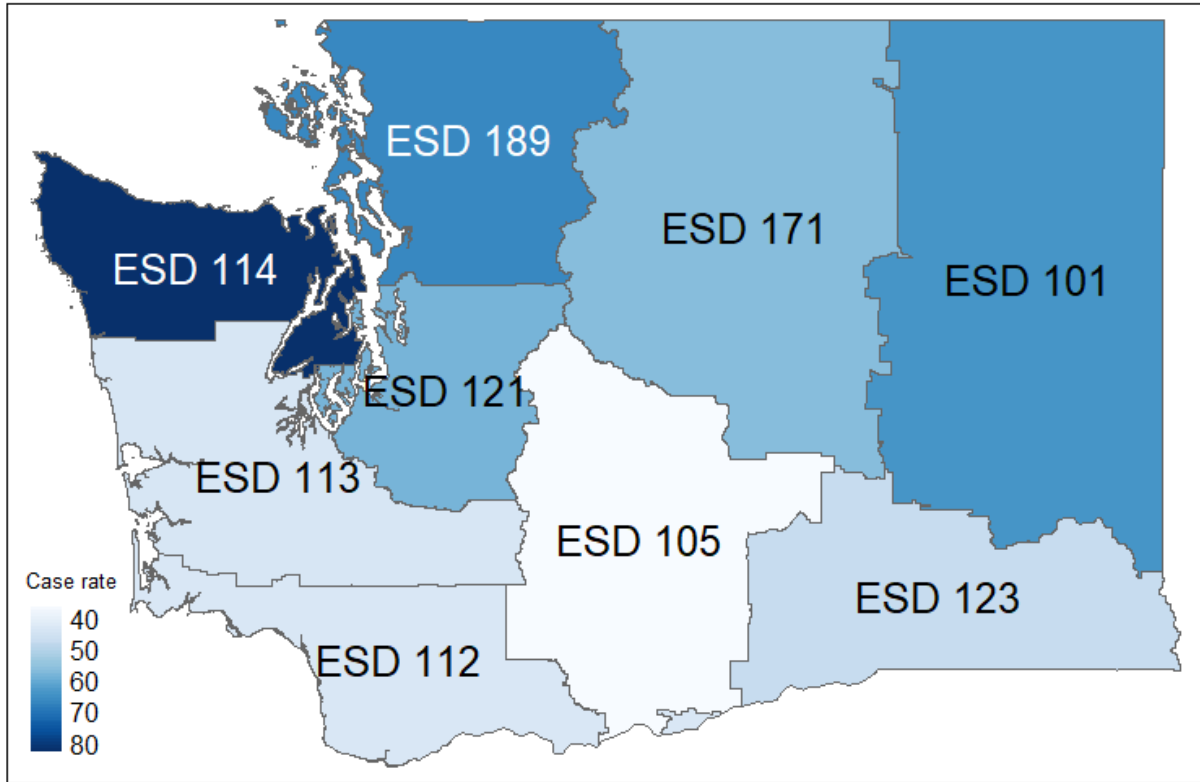 ESD 189
ESD 171
ESD 114
ESD 101
ESD 121
ESD 113
ESD 105
ESD 123
ESD 112
Case rate
40
50
60
70
80